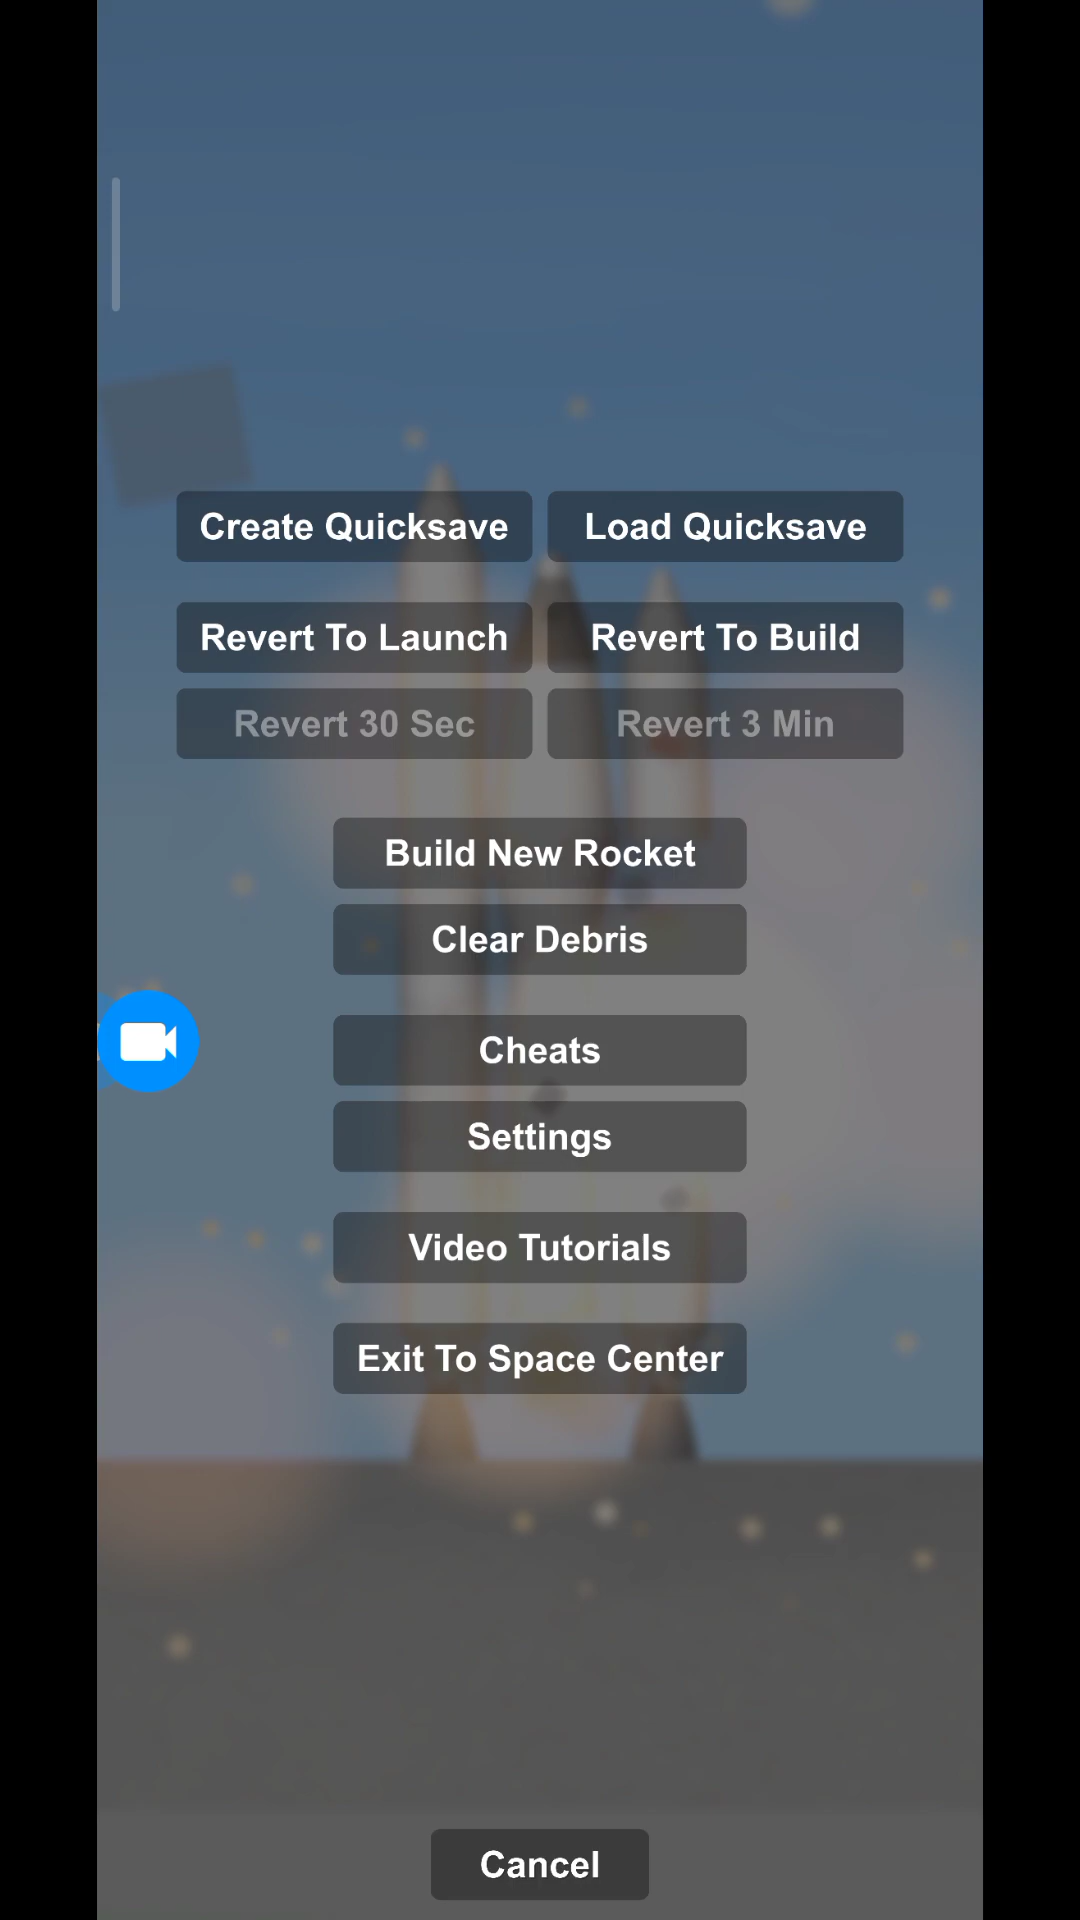 Create Quicksave
Load Quicksave
Revert To Launch
Revert To Build
Revert 30 Sec
Revert 3 Min
Build New Rocket
Clear Debris
Cheats
Settings
Video Tutorials
Exit To Space Center
Cancel